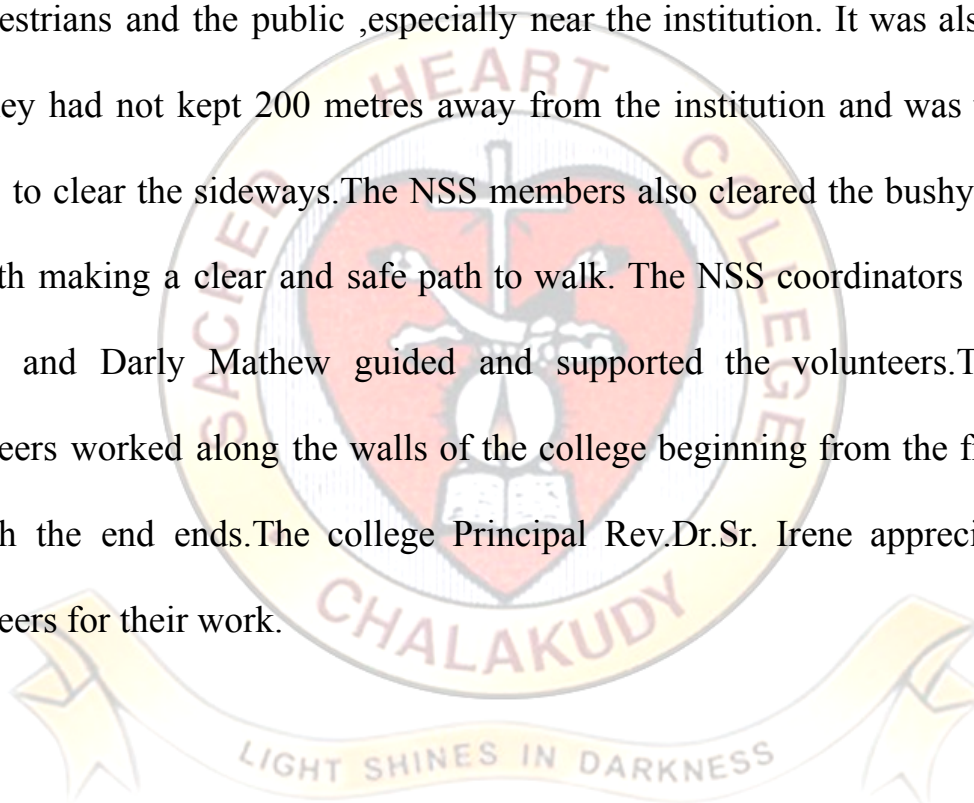 estrians and the public ,especially near the institution. It was als
ey had not kept 200 metres away from the institution and was
to clear the sideways.The NSS members also cleared the bushy
th making a clear and safe path to walk. The NSS coordinators
and Darly Mathew guided and supported the volunteers.T
eers worked along the walls of the college beginning from the fi
h the end ends.The college Principal Rev.Dr.Sr. Irene appreci
eers for their work.
SACRED HEART COLLEGE
CHALAKUDY
LIGHT SHINES IN DARKNESS